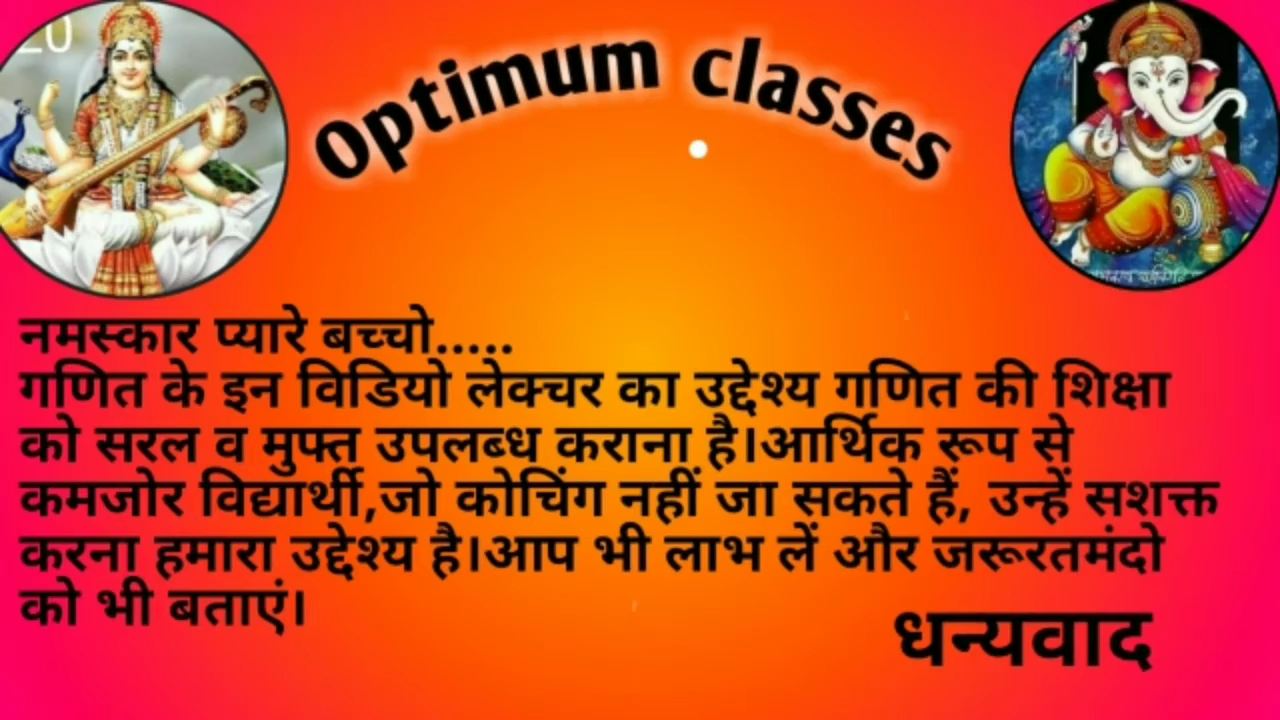 20
Optimum classes
नमस्कार प्यारे बच्चो.....
गणित के इन विडियो लेक्चर का उद्देश्य गणित की शिक्षा
को सरल व मुफ्त उपलब्ध कराना है।आर्थिक रूप से
कमजोर विद्यार्थी,जो कोचिंग नहीं जा सकते हैं, उन्हें सशक्त
करना हमारा उद्देश्य है।आप भी लाभ लें और जरूरतमंदो
को भी बताएं।
धन्यवाद